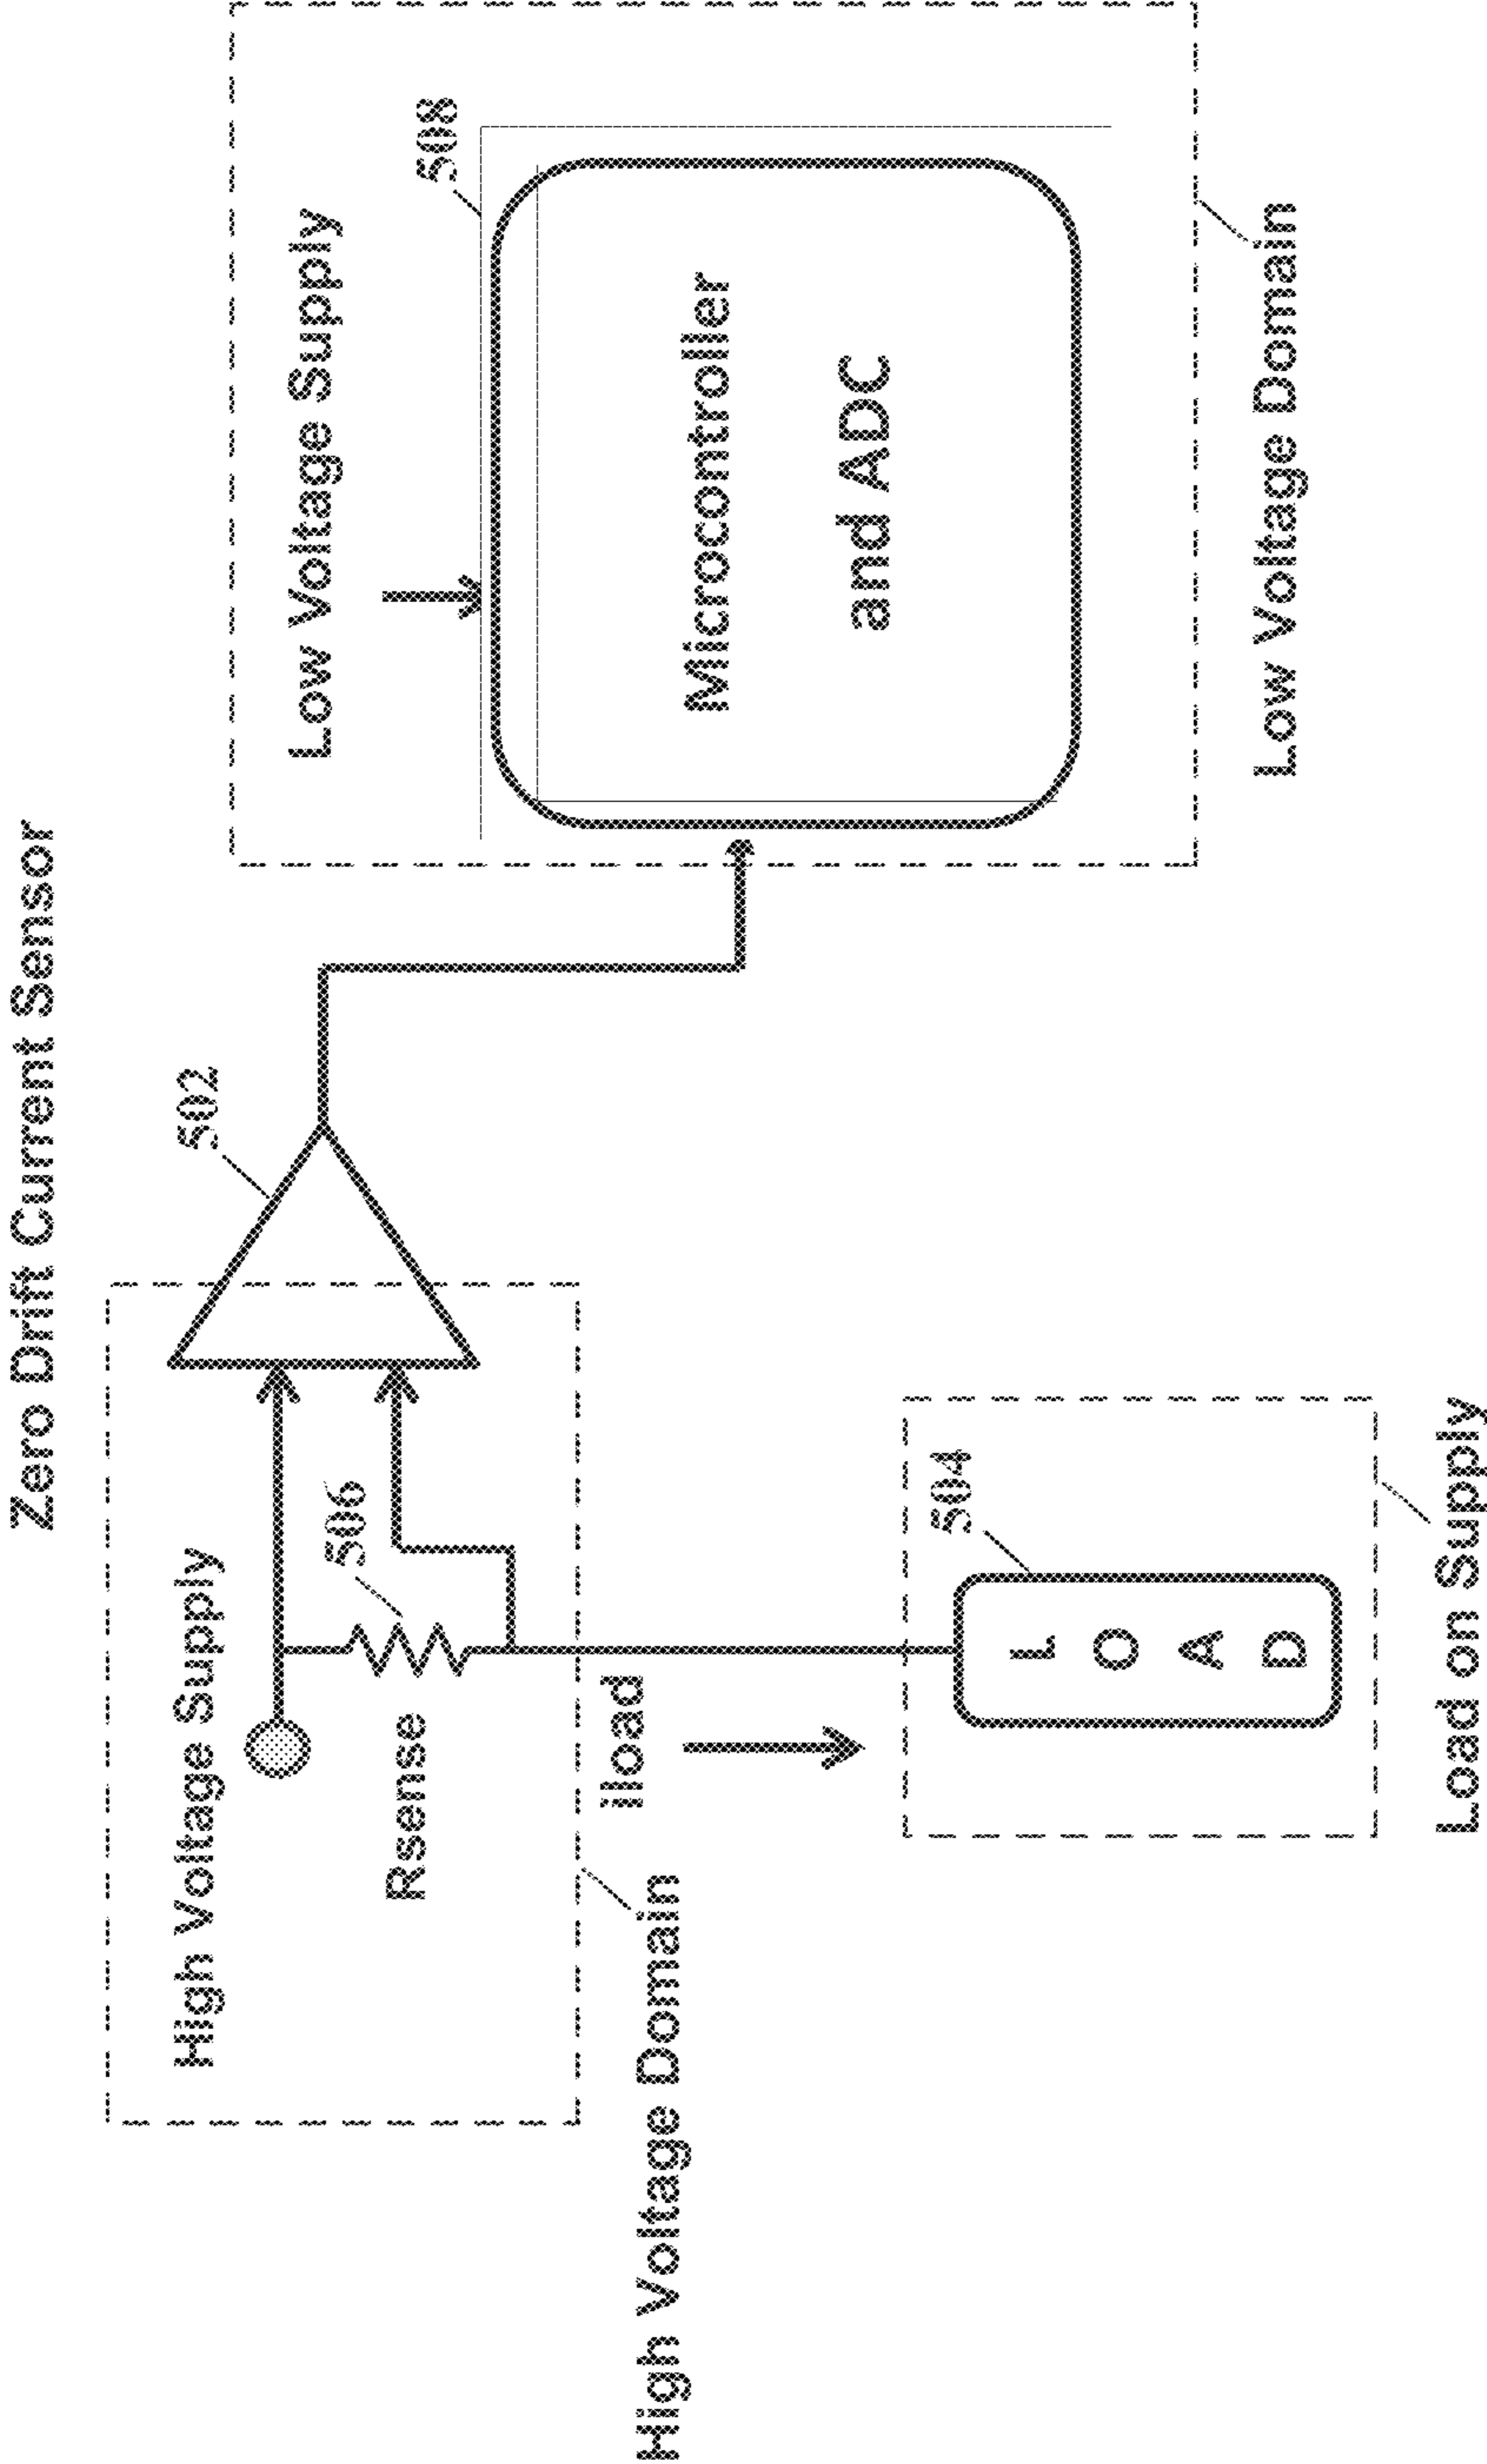 Zero Drift Current Sensor
High Voltage Supply
502
506
Rsense
High Voltage Domain
iload
504
L
O
A
D
Load on Supply
Low Voltage Supply
508
Microcontroller
and ADC
Low Voltage Domain